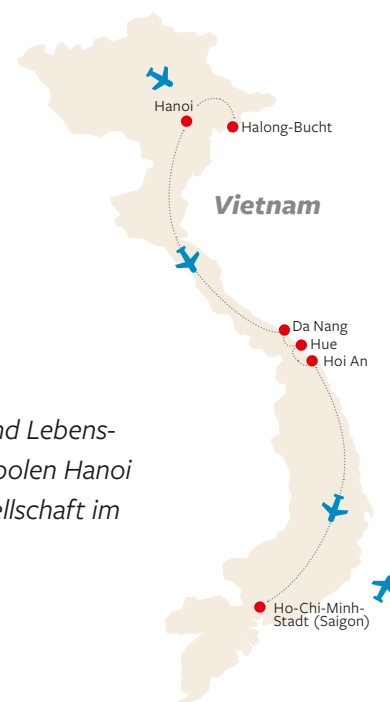 Hanoi
Halong-Bucht
Vietnam
Da Nang
Hue
Hoi An
nd Lebens-
polen Hanoi
ellschaft im
Ho-Chi-Minh-
Stadt (Saigon)